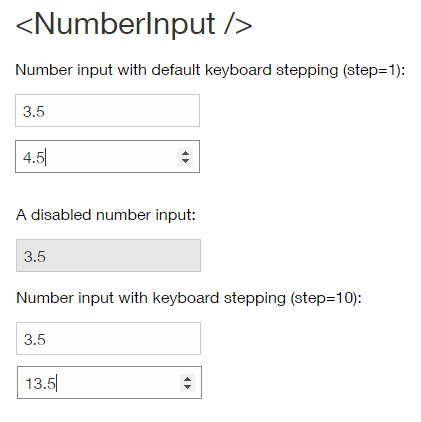 <NumberInput />
Number input with default keyboard stepping (step=1):
3.5
4.5
A disabled number input:
3.5
Number input with keyboard stepping (step=10):
3.5
13.5